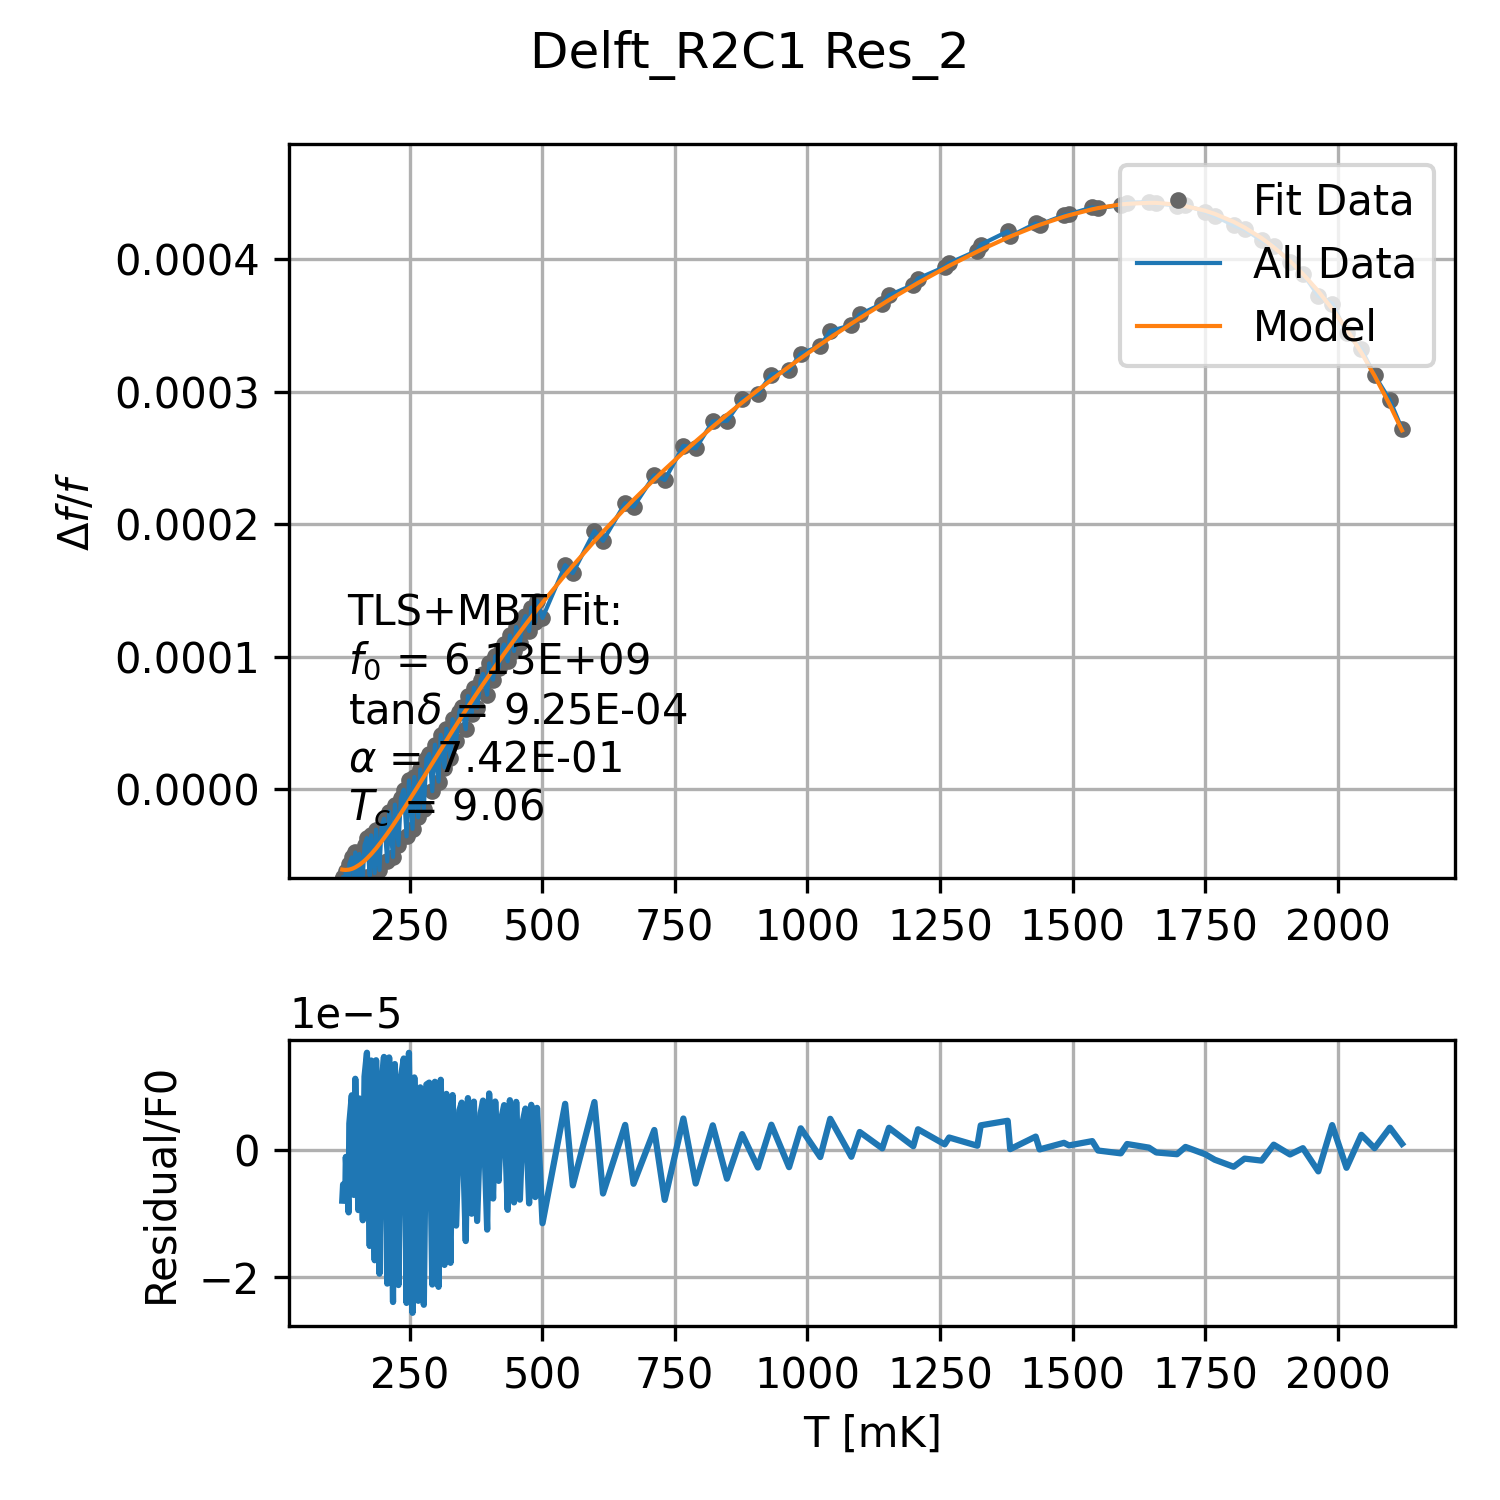 Delft_R2C1 Res_2
Fit Data
All Data
Model
0.0004
0.0003
0.0002
0.0001
0.0000
Δf/f
TLS+MBT Fit:
f₀ = 6.13E+09
tanδ = 9.25E-04
α = 7.42E-01
T_c = 9.06
250 500 750 1000 1250 1500 1750 2000
1e−5
0
−2
Residual/F0
250 500 750 1000 1250 1500 1750 2000
T [mK]